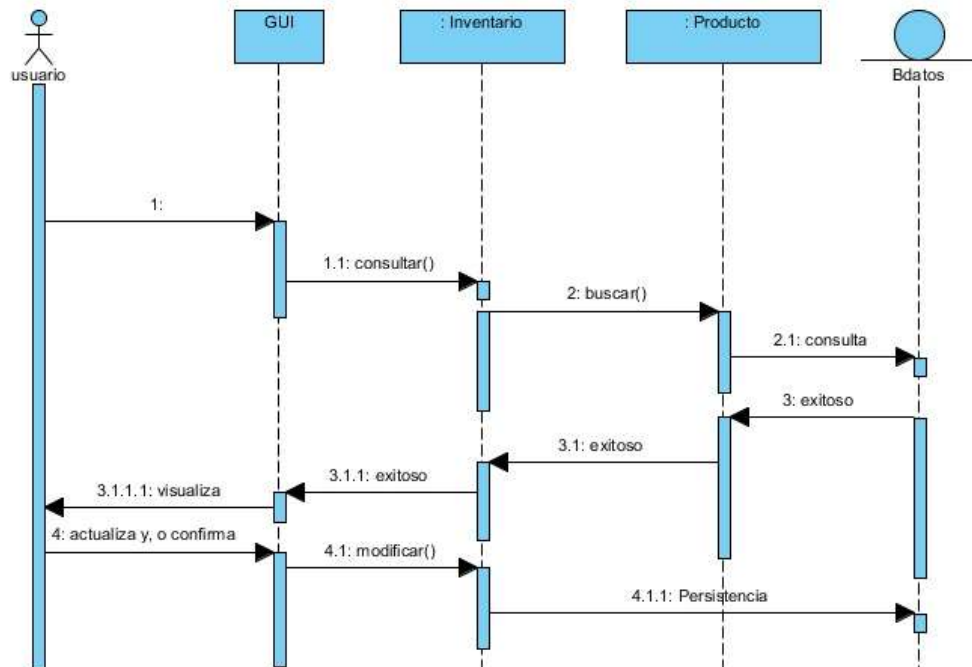 GUI
: Inventario
: Producto
usuario
Bdatos
1:
1.1: consultar()
2: buscar()
2.1: consulta
3: exitoso
3.1: exitoso
3.1.1: exitoso
3.1.1.1: visualiza
4: actualiza y, o confirma
4.1: modificar()
4.1.1: Persistencia